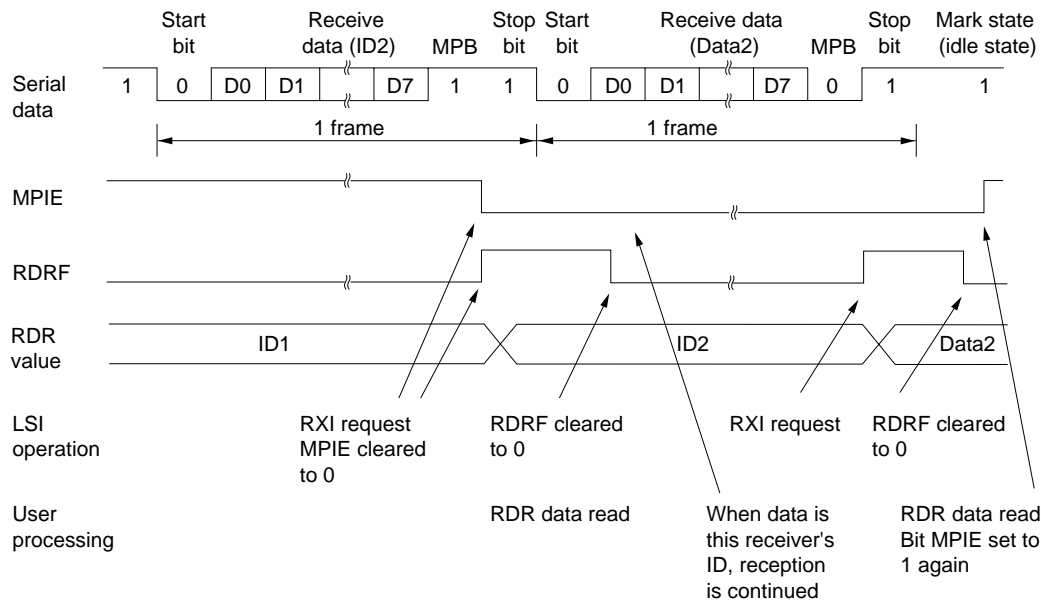 Start bit
Receive data (ID2)
MPB
Stop bit
Start bit
Receive data (Data2)
MPB
Stop bit
Mark state (idle state)
Serial data
1 0 D0 D1 D7 1 1 0 D0 D1 D7 0 1 1
1 frame 1 frame
MPIE
RDRF
RDR value
ID1 ID2 Data2
LSI operation
RXI request
MPIE cleared
to 0
RDRF cleared
to 0
RXI request
RDRF cleared
to 0
User processing
RDR data read
When data is
this receiver's
ID, reception
is continued
RDR data read
Bit MPIE set to
1 again